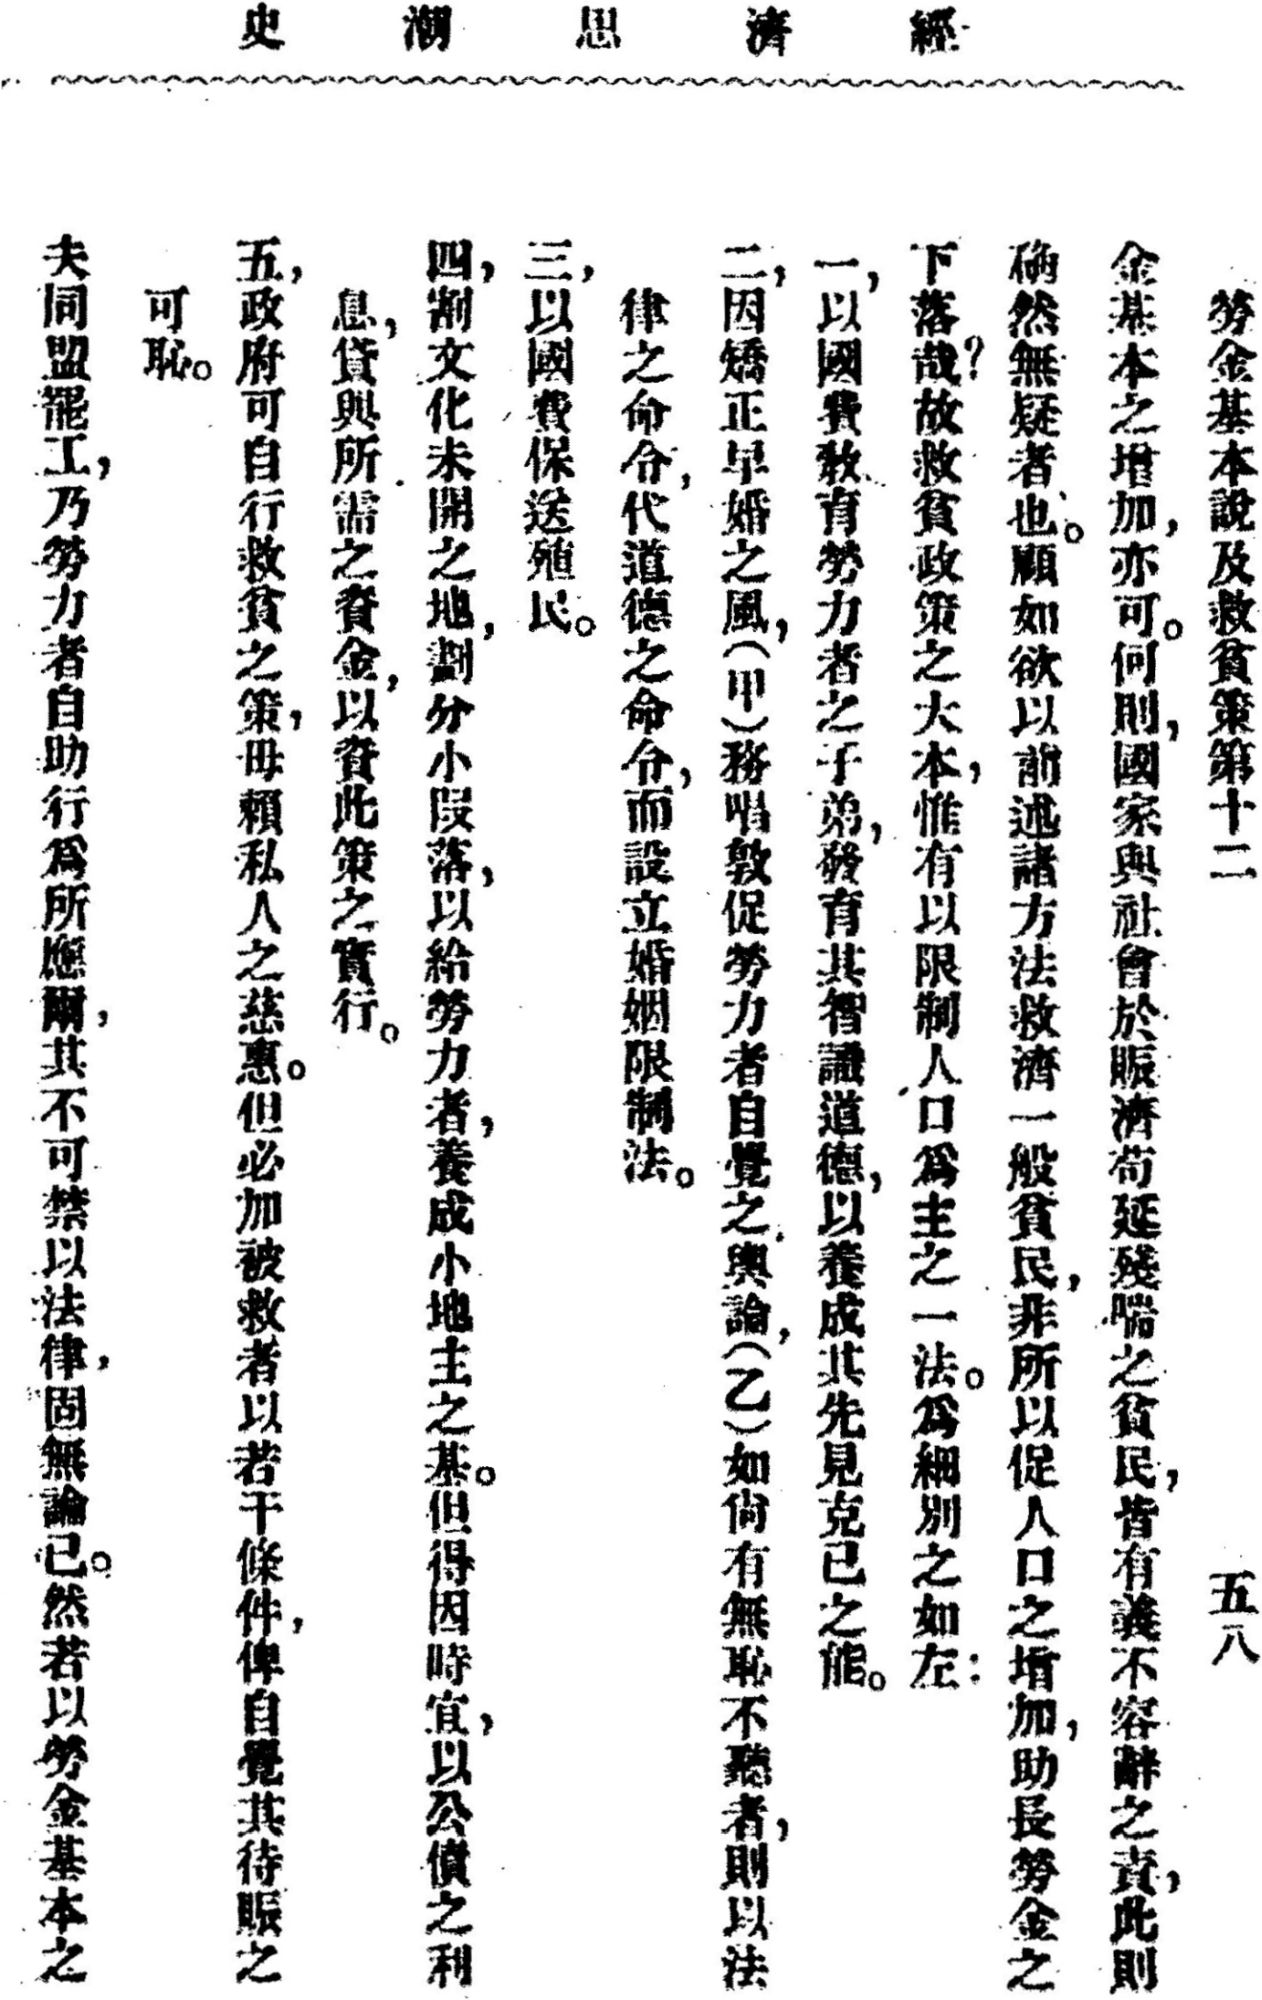 經濟思潮史
勞金基本說及救貧策第十二 五八
金基本之增加，亦可。何則，國家與社會於賑濟苟延殘喘之貧民，皆有義不容辭之責，此則
確然無疑者也。顧如欲以前述諸方法救濟一般貧民，非所以促人口之增加，助長勞金之
下落哉？故救貧政策之大本，惟有以限制人口爲主之一法。爲細別之如左：
一，以國費教育勞力者之子弟，發育其智識道德，以養成其先見克己之能。
二，因矯正早婚之風，（甲）務唱敦促勞力者自覺之輿論，（乙）如尙有無恥不聽者，則以法
律之命令，代道德之命令，而設立婚姻限制法。
三，以國費保送殖民。
四，割文化未開之地，劃分小段落，以給勞力者，養成小地主之基。但得因時宜，以公債之利
息，貸與所需之資金，以資此策之實行。
五，政府可自行救貧之策，毋賴私人之慈惠。但必加被救者以若干條件，俾自覺其待賑之
可恥。
夫同盟罷工，乃勞力者自助行爲所應爾，其不可禁以法律，固無論已。然若以勞金基本之